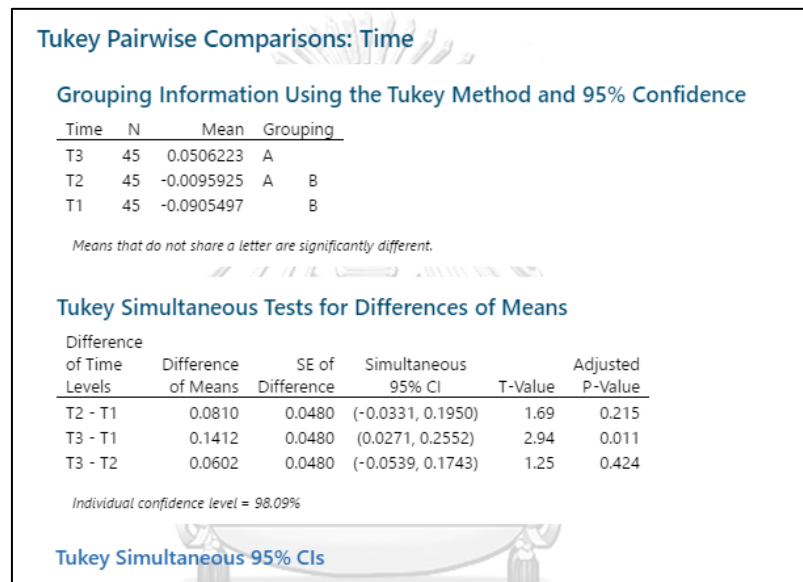 Tukey Pairwise Comparisons: Time
Grouping Information Using the Tukey Method and 95% Confidence
Time N Mean Grouping
T3 45 0.0506223 A
T2 45 -0.0095925 A B
T1 45 -0.0905497 B
Means that do not share a letter are significantly different.
Tukey Simultaneous Tests for Differences of Means
Difference
of Time Difference SE of Simultaneous Adjusted
Levels of Means Difference 95% CI T-Value P-Value
T2 - T1 0.0810 0.0480 (-0.0331, 0.1950) 1.69 0.215
T3 - T1 0.1412 0.0480 (0.0271, 0.2552) 2.94 0.011
T3 - T2 0.0602 0.0480 (-0.0539, 0.1743) 1.25 0.424
Individual confidence level = 98.09%
Tukey Simultaneous 95% CIs